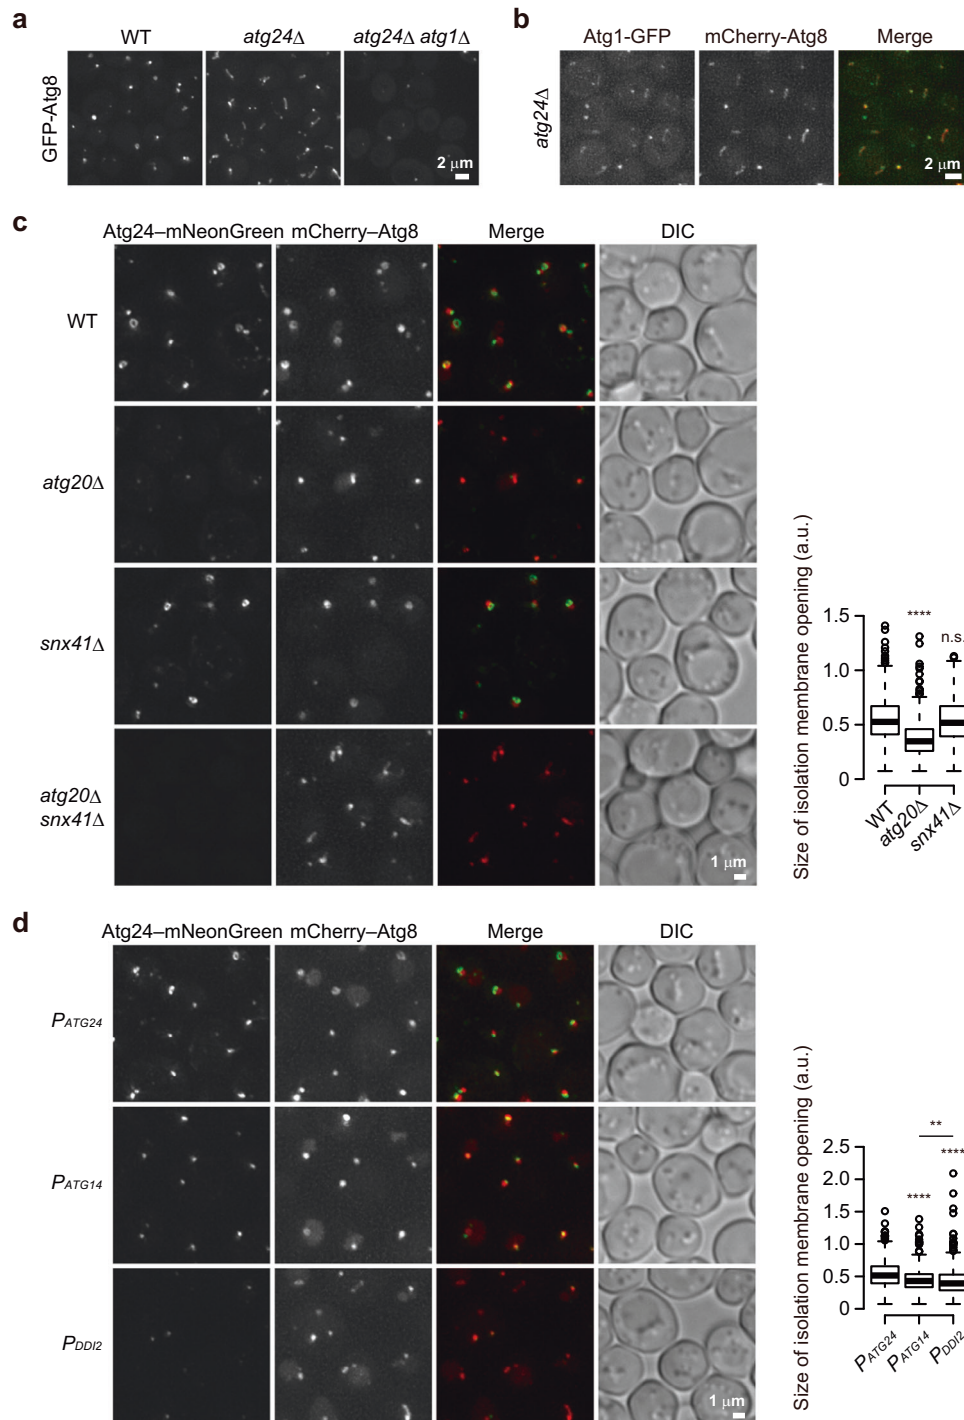 a
WT
atg24Δ
atg24Δ atg1Δ
GFP-Atg8
2 μm
b
Atg1-GFP
mCherry-Atg8
Merge
atg24Δ
2 μm
c
Atg24–mNeonGreen
mCherry–Atg8
Merge
DIC
WT
atg20Δ
snx41Δ
atg20Δ
snx41Δ
1 μm
Size of isolation membrane opening (a.u.)
1.5
1.0
0.5
0
****
n.s.
WT
atg20Δ
snx41Δ
d
Atg24–mNeonGreen
mCherry–Atg8
Merge
DIC
PATG24
PATG14
PDDI2
1 μm
Size of isolation membrane opening (a.u.)
2.5
2.0
1.5
1.0
0.5
0
**
****
****
PATG24
PATG14
PDDI2